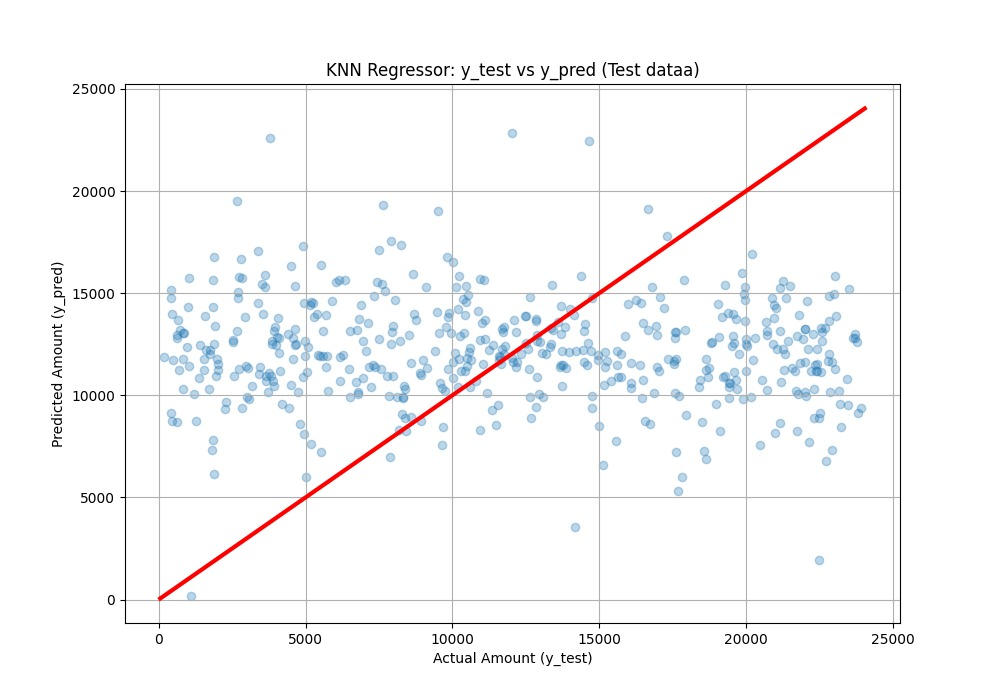 KNN Regressor: y_test vs y_pred (Test dataa)
25000
20000
15000
10000
5000
0
Predicted Amount (y_pred)
0 5000 10000 15000 20000 25000
Actual Amount (y_test)